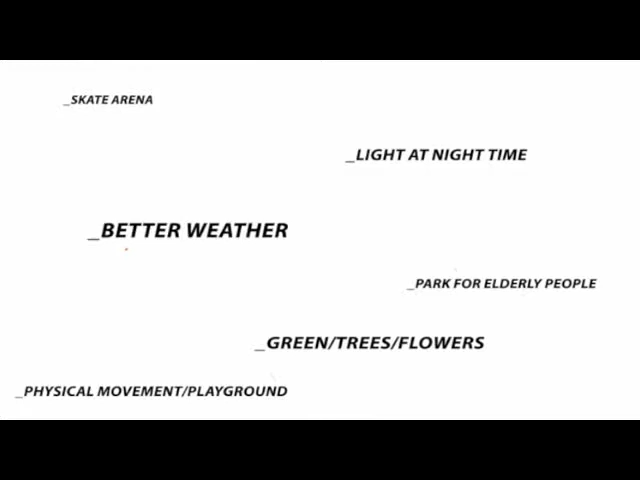 _SKATE ARENA
_LIGHT AT NIGHT TIME
_BETTER WEATHER
_PARK FOR ELDERLY PEOPLE
_GREEN/TREES/FLOWERS
_PHYSICAL MOVEMENT/PLAYGROUND